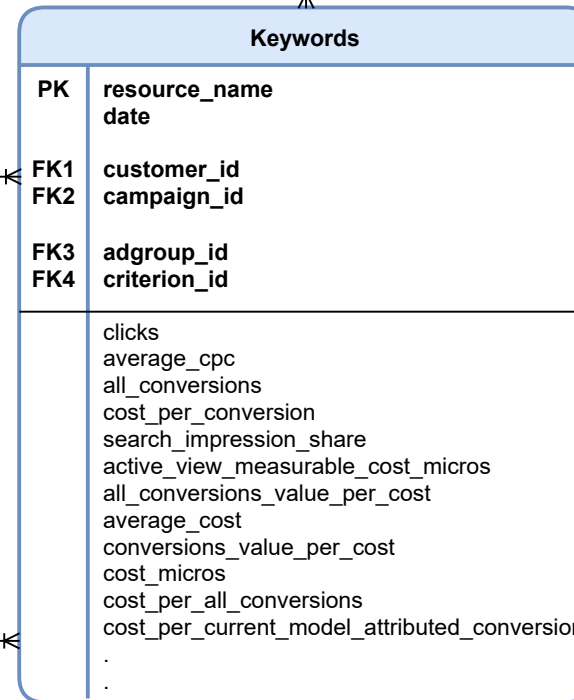 Keywords
PK resource_name
date
FK1 customer_id
FK2 campaign_id
FK3 adgroup_id
FK4 criterion_id
clicks
average_cpc
all_conversions
cost_per_conversion
search_impression_share
active_view_measurable_cost_micros
all_conversions_value_per_cost
average_cost
conversions_value_per_cost
cost_micros
cost_per_all_conversions
cost_per_current_model_attributed_conversion
.
.